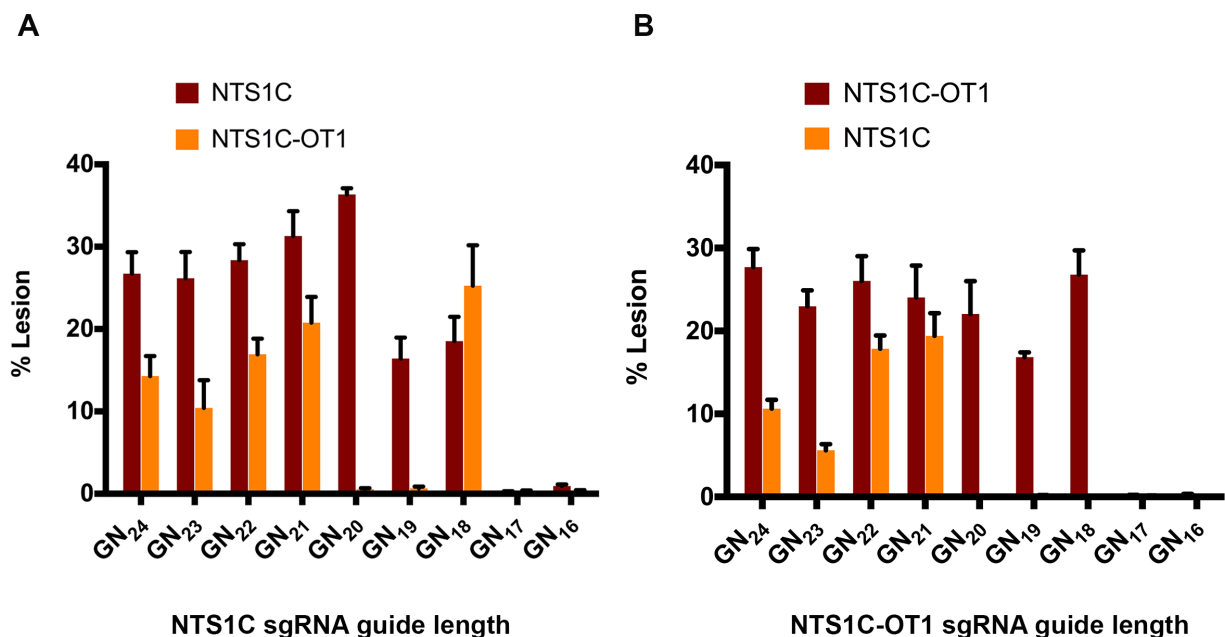 A
NTS1C
NTS1C-OT1
% Lesion
40
30
20
10
0
GN24
GN23
GN22
GN21
GN20
GN19
GN18
GN17
GN16
NTS1C sgRNA guide length
B
NTS1C-OT1
NTS1C
% Lesion
40
30
20
10
0
GN24
GN23
GN22
GN21
GN20
GN19
GN18
GN17
GN16
NTS1C-OT1 sgRNA guide length